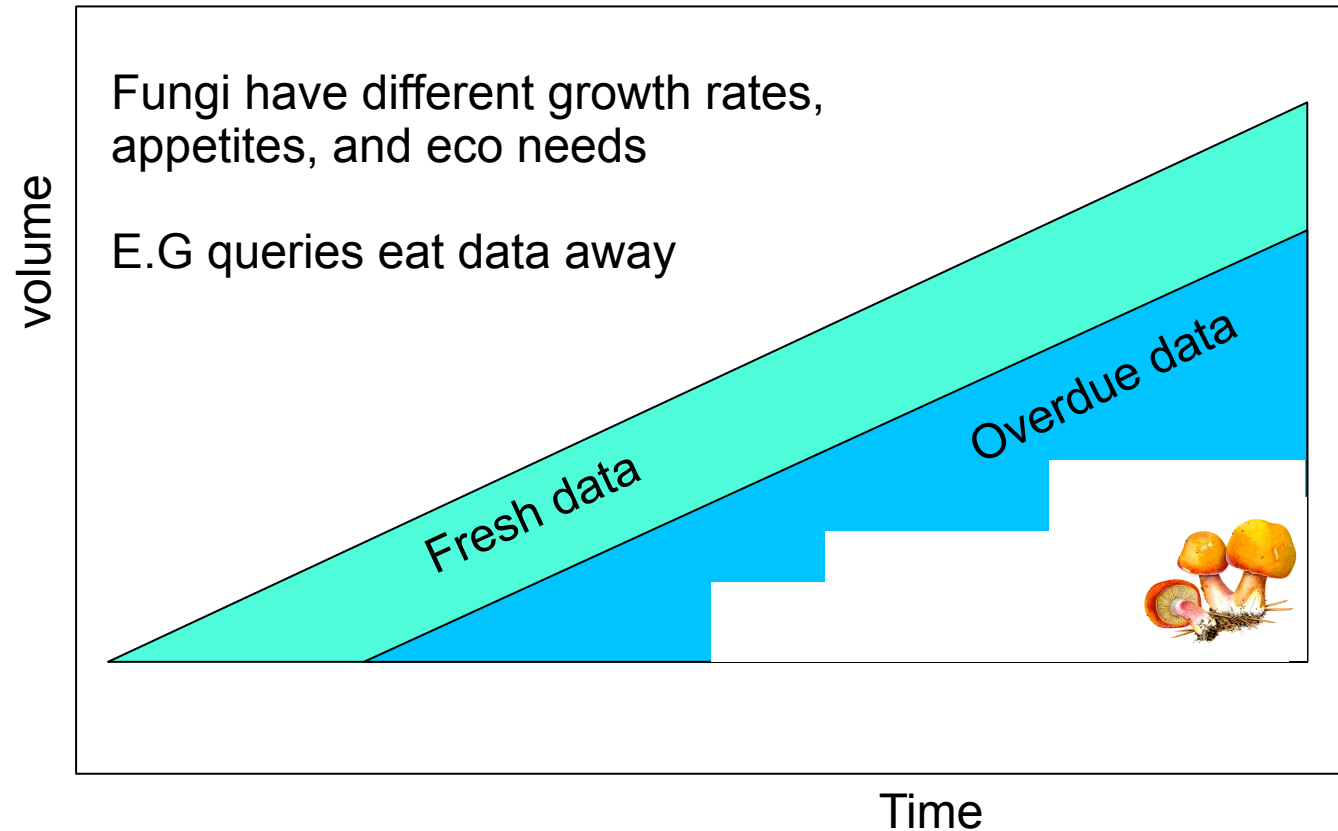 Fungi have different growth rates,
appetites, and eco needs
E.G queries eat data away
volume
Fresh data
Overdue data
Time